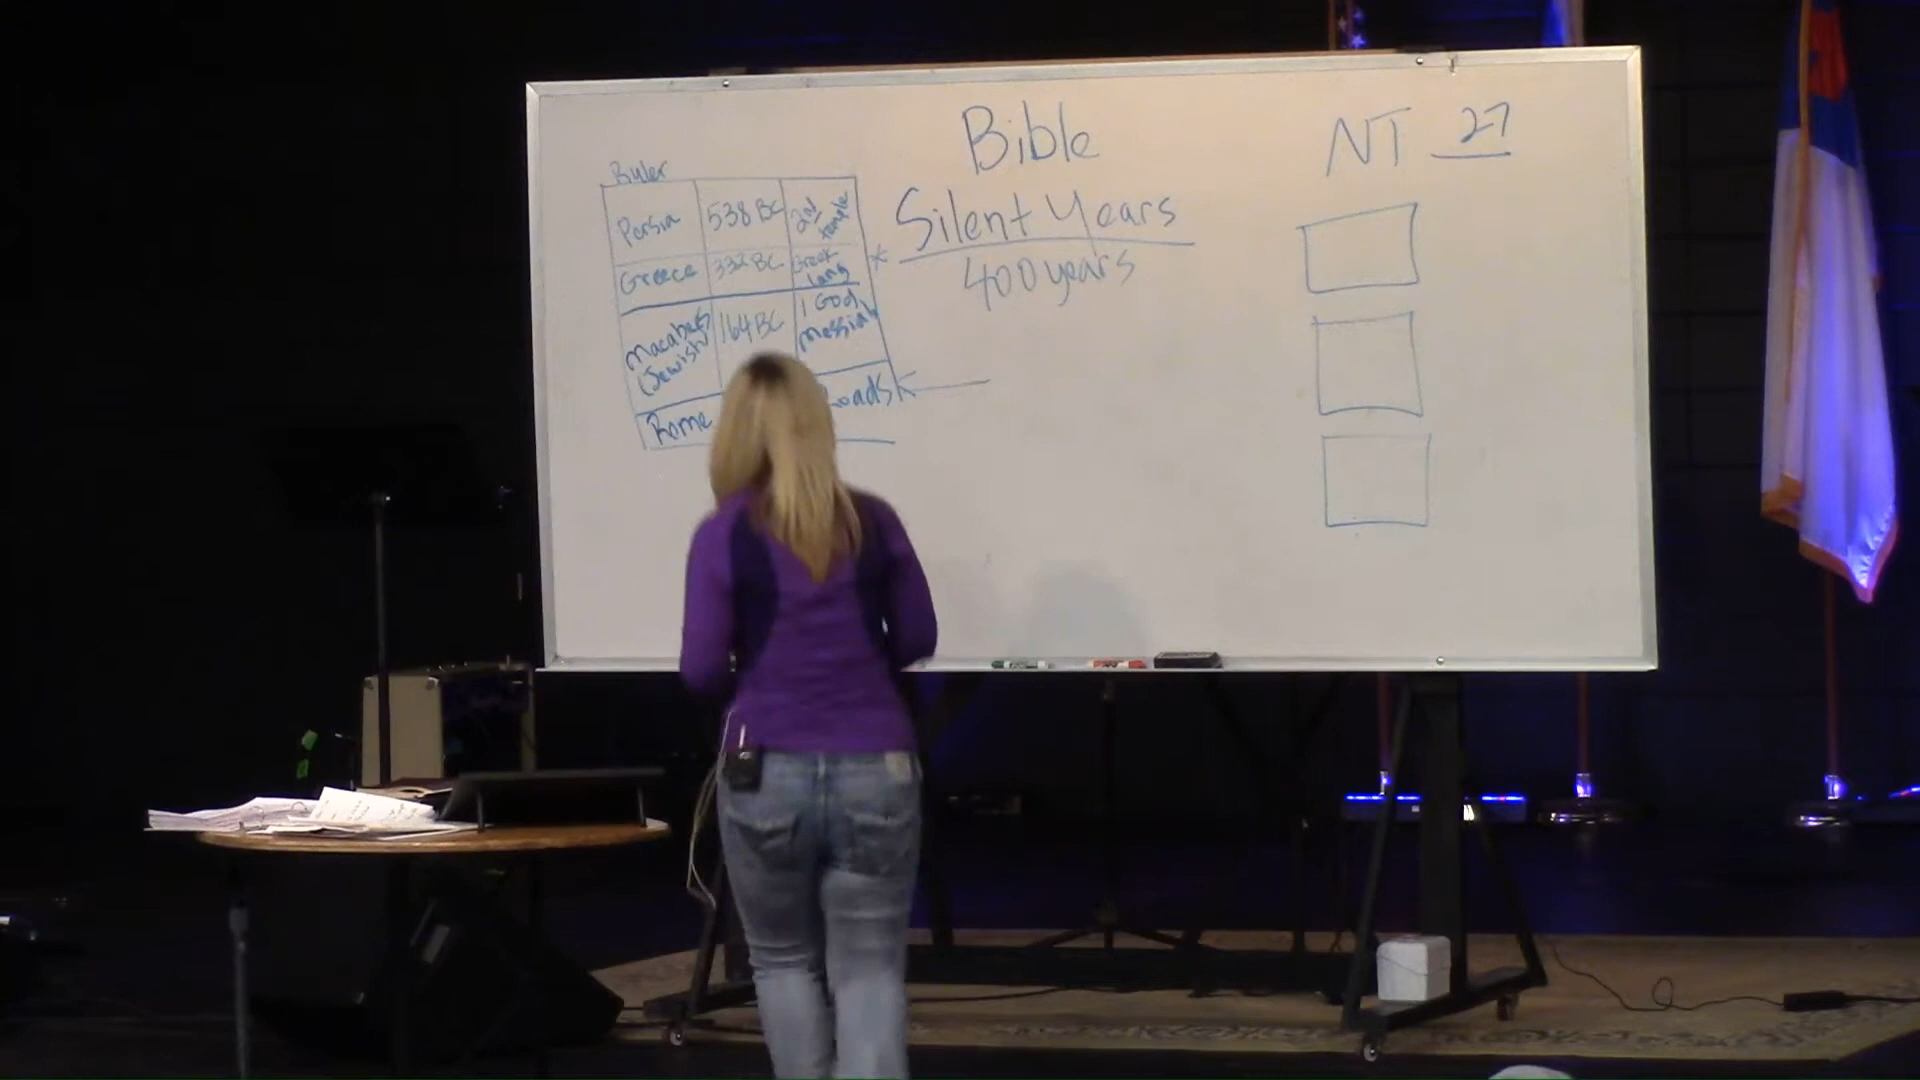 Bible
NT 27
Ruler
Silent Years
400 years
Persia 538 BC 2nd temple
Greece 332 BC Greek lang
Macabees (Jewish) 164 BC 1 God Messiah
Rome